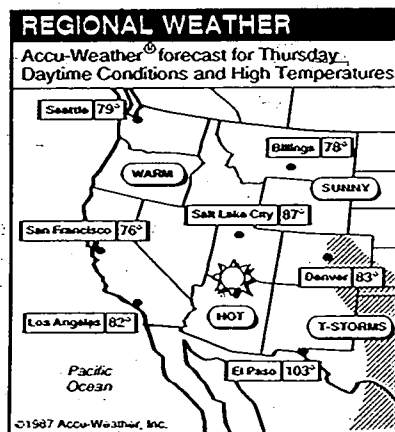 REGIONAL WEATHER
Accu-Weather® forecast for Thursday
Daytime Conditions and High Temperatures
Seattle 79°
Billings 78°
WARM
SUNNY
Salt Lake City 87°
San Francisco 76°
Denver 83°
HOT
Los Angeles 82°
T-STORMS
Pacific
Ocean
El Paso 103°
©1987 Accu-Weather, Inc.